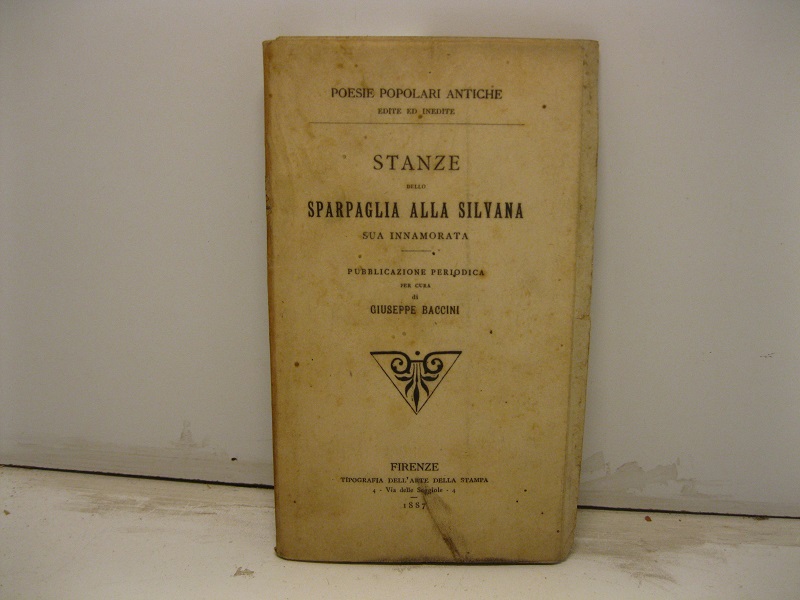 POESIE POPOLARI ANTICHE
EDITE ED INEDITE
STANZE
DELLO
SPARPAGLIA ALLA SILVANA
SUA INNAMORATA
PUBBLICAZIONE PERIODICA
PER CURA
di
GIUSEPPE BACCINI
FIRENZE
TIPOGRAFIA DELL'ARTE DELLA STAMPA
4 - Via delle Seggiole - 4
1887